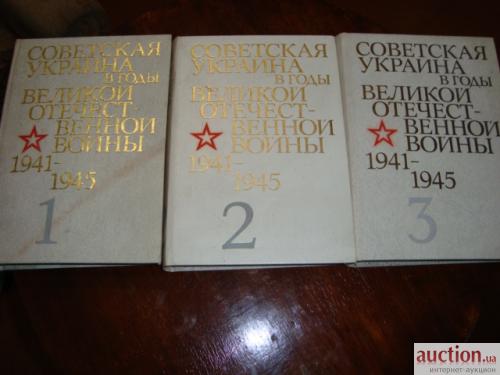 СОВЕТСКАЯ
УКРАИНА
В ГОДЫ
ВЕЛИКОЙ
ОТЕЧЕСТ-
ВЕННОЙ
ВОЙНЫ
1941-
1945
1
СОВЕТСКАЯ
УКРАИНА
В ГОДЫ
ВЕЛИКОЙ
ОТЕЧЕСТ-
ВЕННОЙ
ВОЙНЫ
1941-
1945
2
СОВЕТСКАЯ
УКРАИНА
В ГОДЫ
ВЕЛИКОЙ
ОТЕЧЕСТ-
ВЕННОЙ
ВОЙНЫ
1941-
1945
3
auction.ua
интернет-аукцион